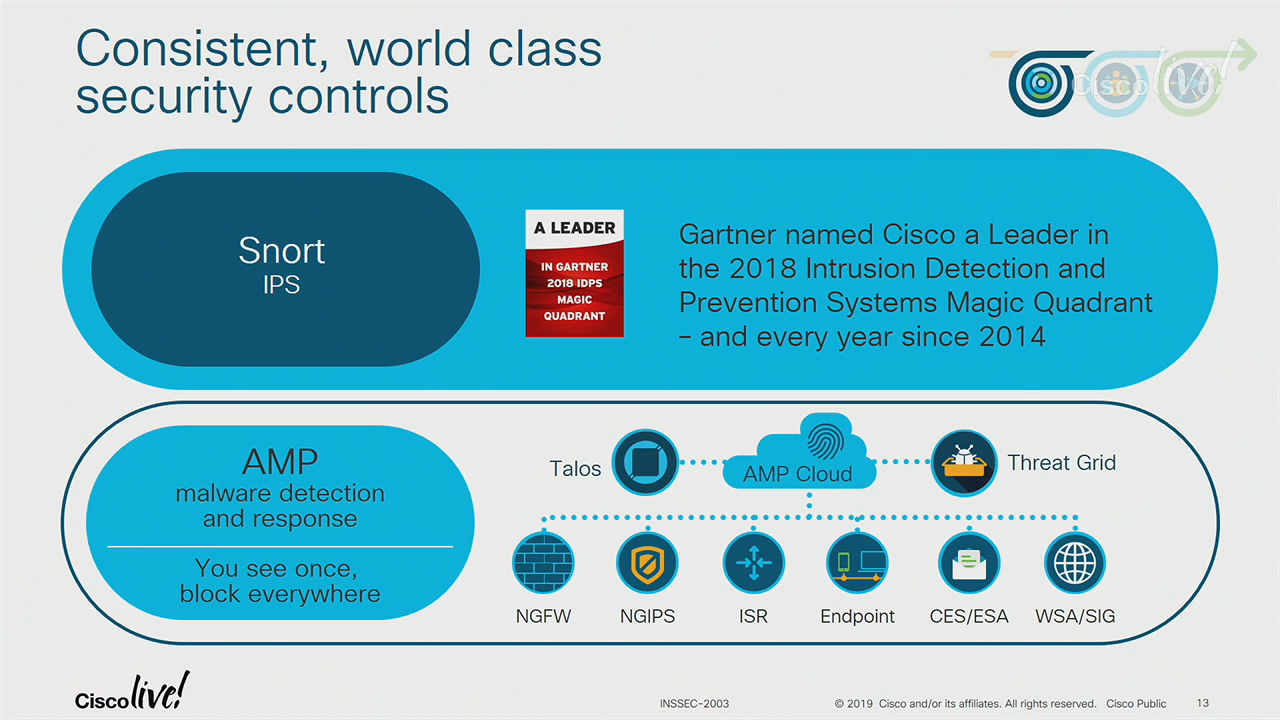 Consistent, world class
security controls
Cisco live!
Snort
IPS
A LEADER
IN GARTNER
2018 IDPS
MAGIC
QUADRANT
Gartner named Cisco a Leader in
the 2018 Intrusion Detection and
Prevention Systems Magic Quadrant
– and every year since 2014
AMP
malware detection
and response
You see once,
block everywhere
Talos
AMP Cloud
Threat Grid
NGFW
NGIPS
ISR
Endpoint
CES/ESA
WSA/SIG
Cisco live!
INSSEC-2003
© 2019 Cisco and/or its affiliates. All rights reserved. Cisco Public
13